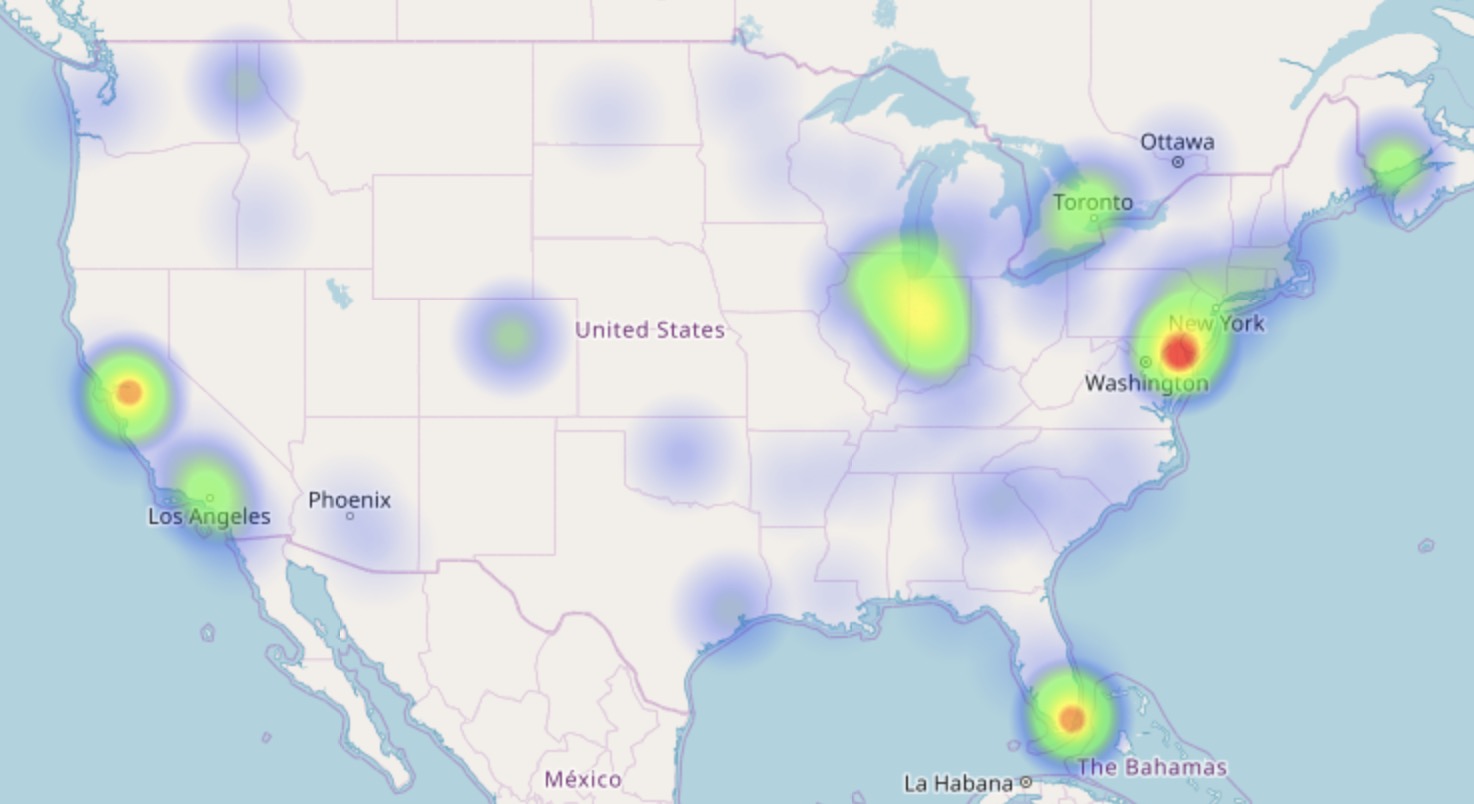 Ottawa
Toronto
New York
United States
Washington
Phoenix
Los Angeles
The Bahamas
México
La Habana